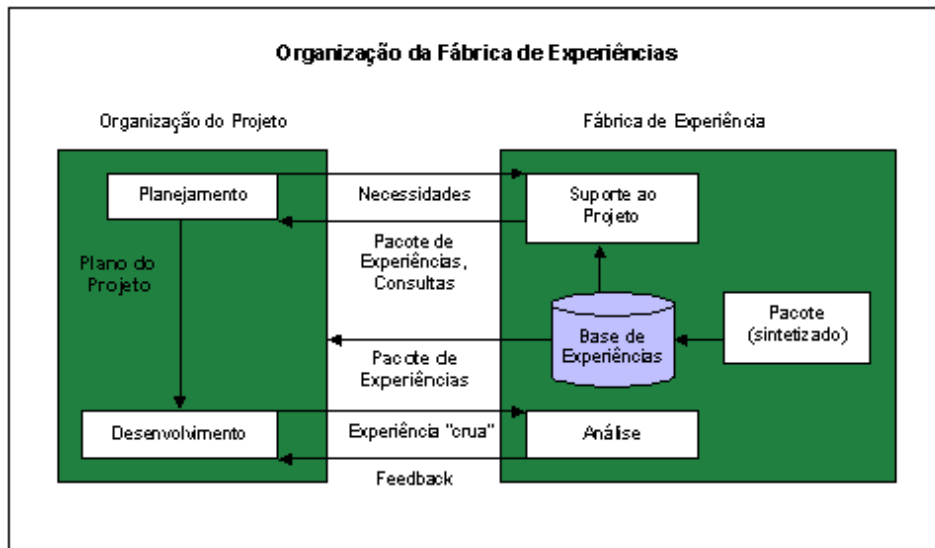 Organização da Fábrica de Experiências
Organização do Projeto
Fábrica de Experiência
Planejamento
Necessidades
Suporte ao
Projeto
Pacote de
Experiências,
Consultas
Plano do
Projeto
Base de
Experiências
Pacote
(sintetizado)
Pacote de
Experiências
Desenvolvimento
Experiência "crua"
Análise
Feedback